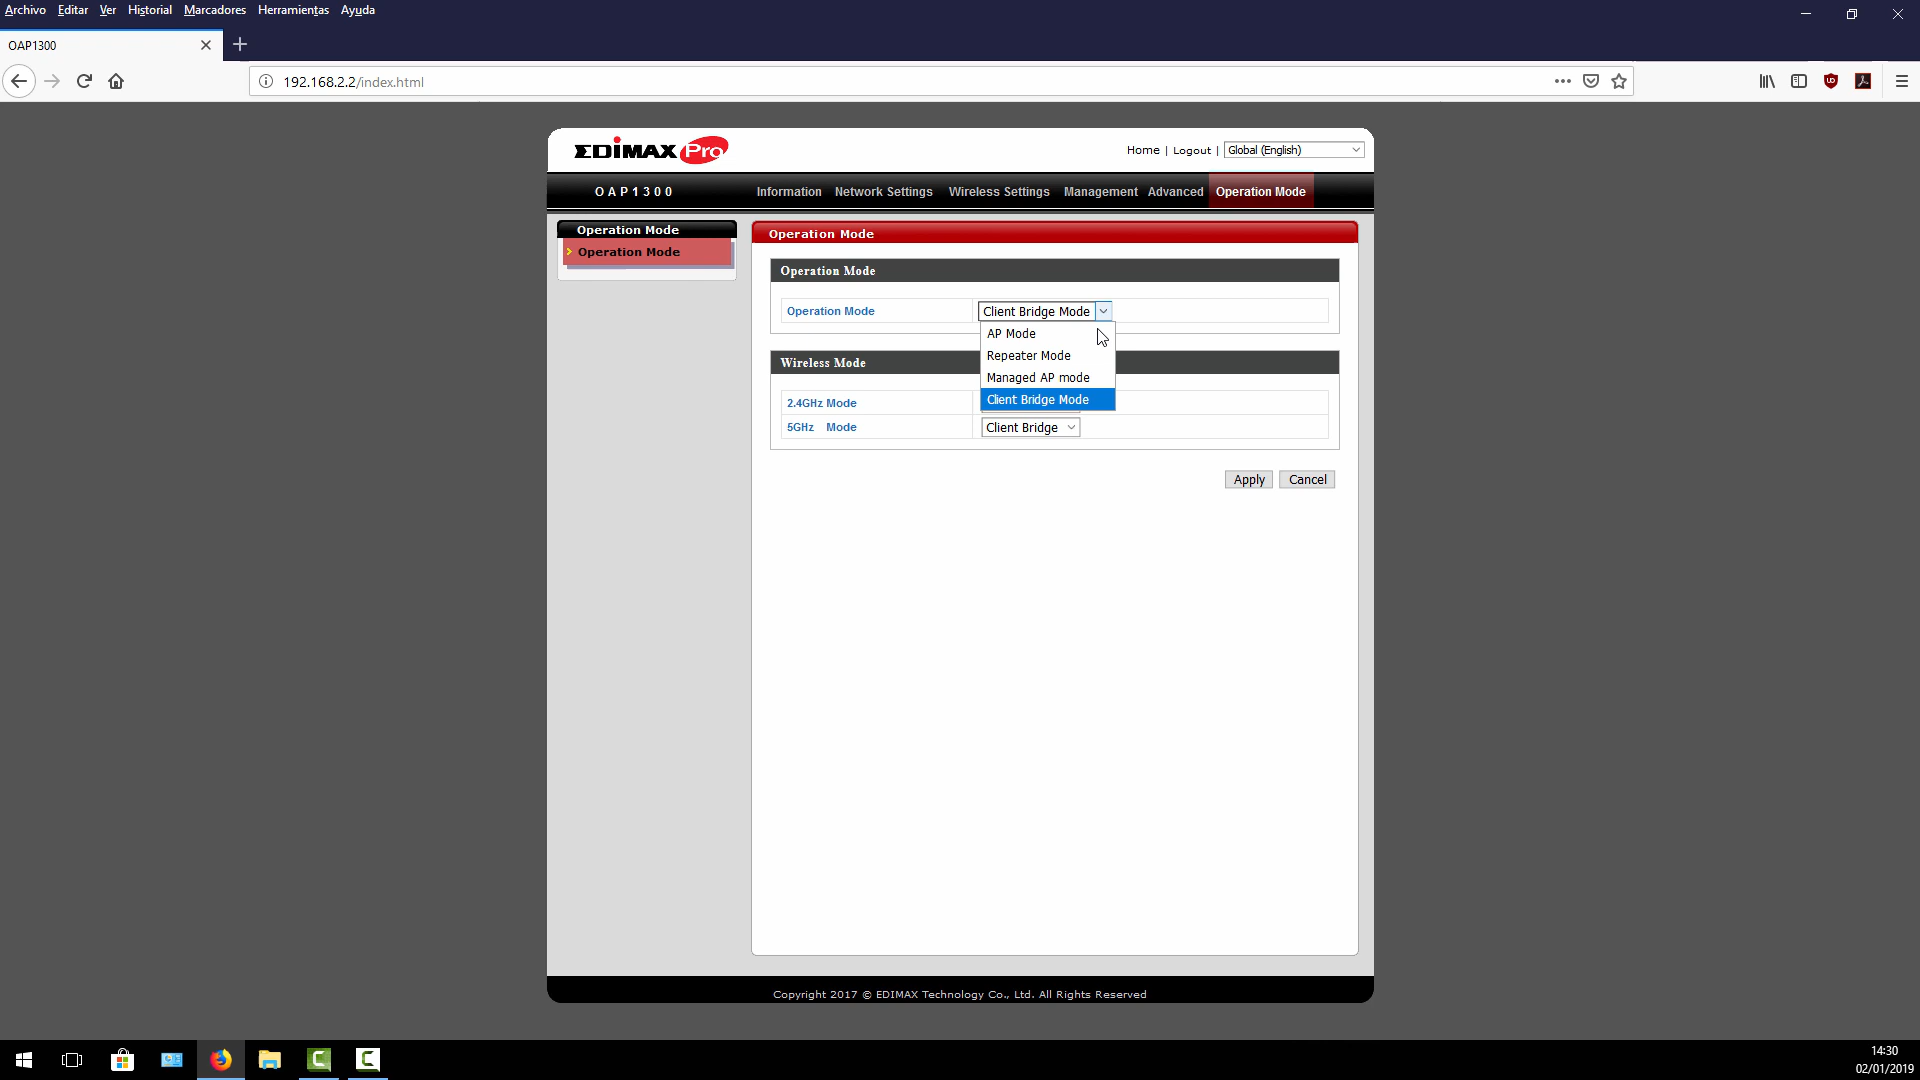 Archivo Editar Ver Historial Marcadores Herramientas Ayuda
OAP1300
192.168.2.2/index.html
EDIMAX Pro
Home | Logout | Global (English)
OAP1300 Information Network Settings Wireless Settings Management Advanced Operation Mode
Operation Mode
Operation Mode
Operation Mode
Operation Mode
Operation Mode Client Bridge Mode
AP Mode
Repeater Mode
Managed AP mode
Client Bridge Mode
Wireless Mode
2.4GHz Mode
5GHz Mode Client Bridge
Apply Cancel
Copyright 2017 © EDIMAX Technology Co., Ltd. All Rights Reserved
14:30
02/01/2019